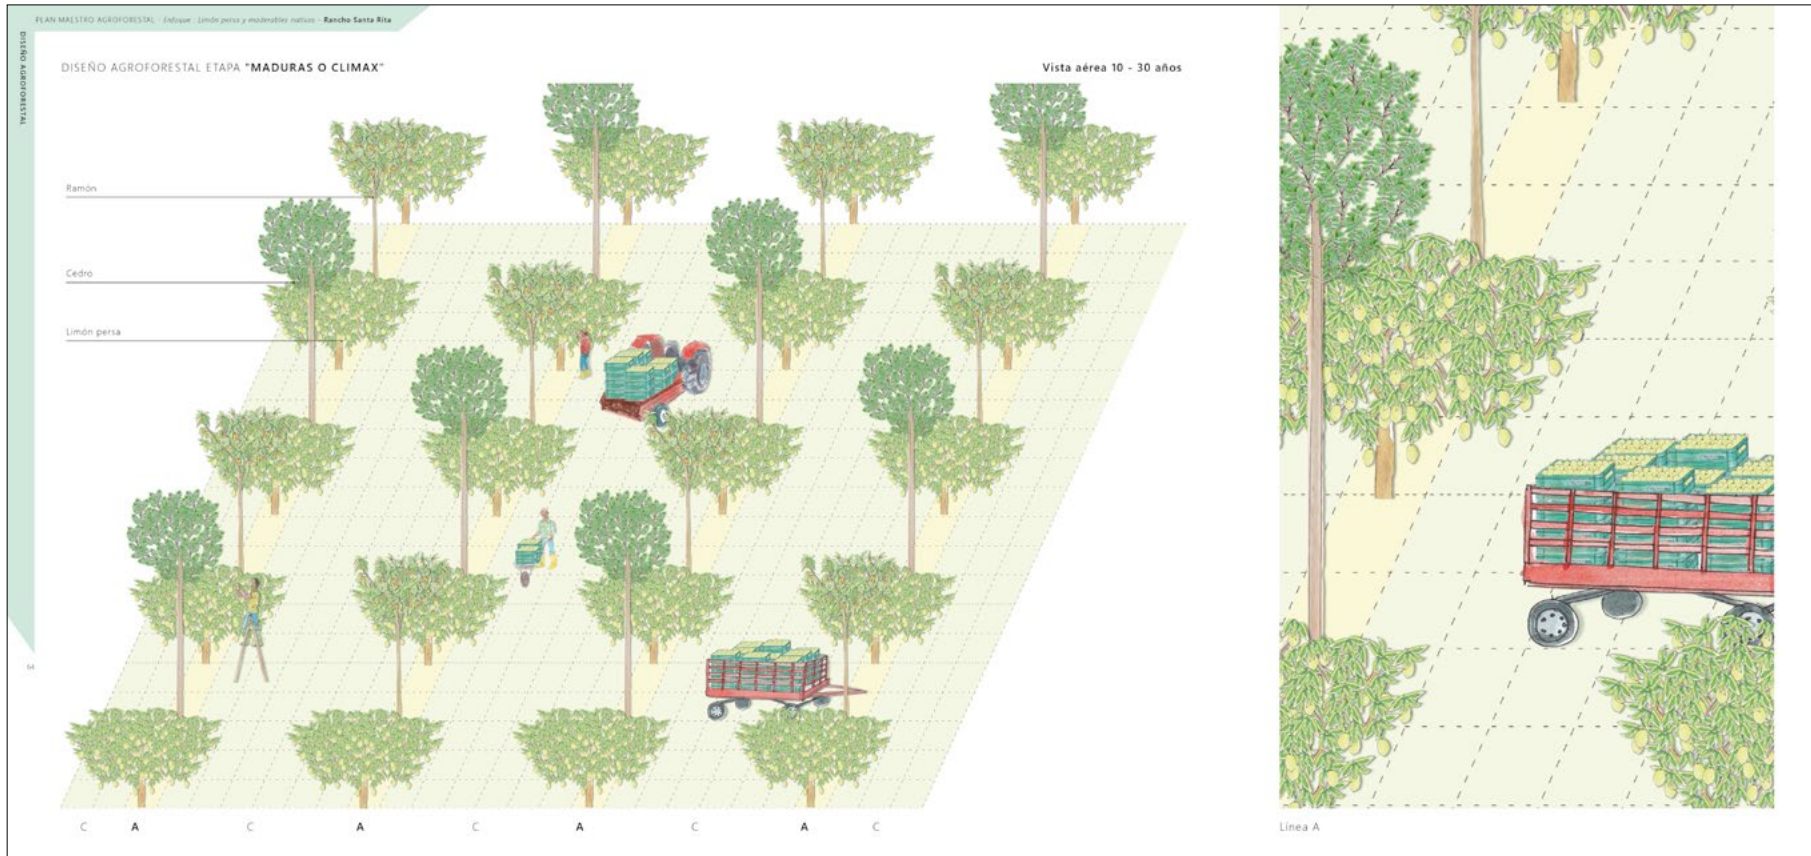 PLAN MAESTRO AGROFORESTAL - Enfoque : Limón persa y maderables nativos - Rancho Santa Rita
DISEÑO AGROFORESTAL
DISEÑO AGROFORESTAL ETAPA "MADURAS O CLIMAX"
Vista aérea 10 - 30 años
Ramón
Cedro
Limón persa
64
C A C A C A C A C
Línea A